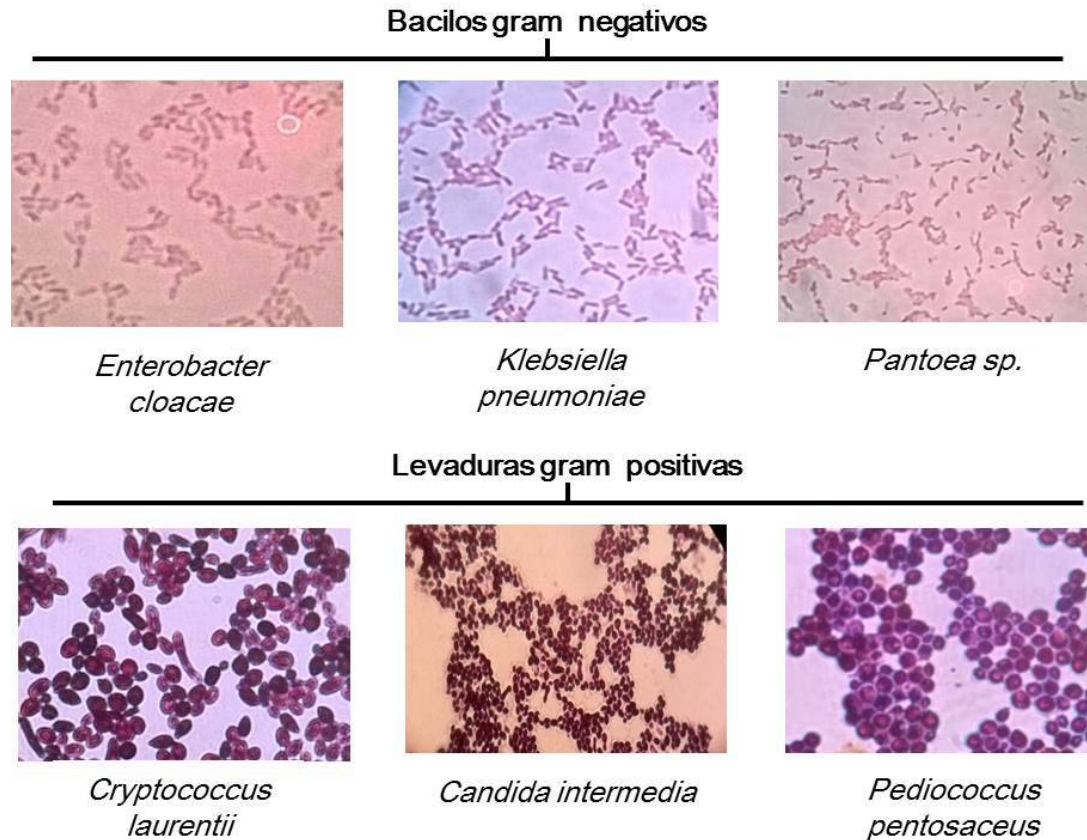 Bacilos gram negativos
Enterobacter
cloacae
Klebsiella
pneumoniae
Pantoea sp.
Levaduras gram positivas
Cryptococcus
laurentii
Candida intermedia
Pediococcus
pentosaceus